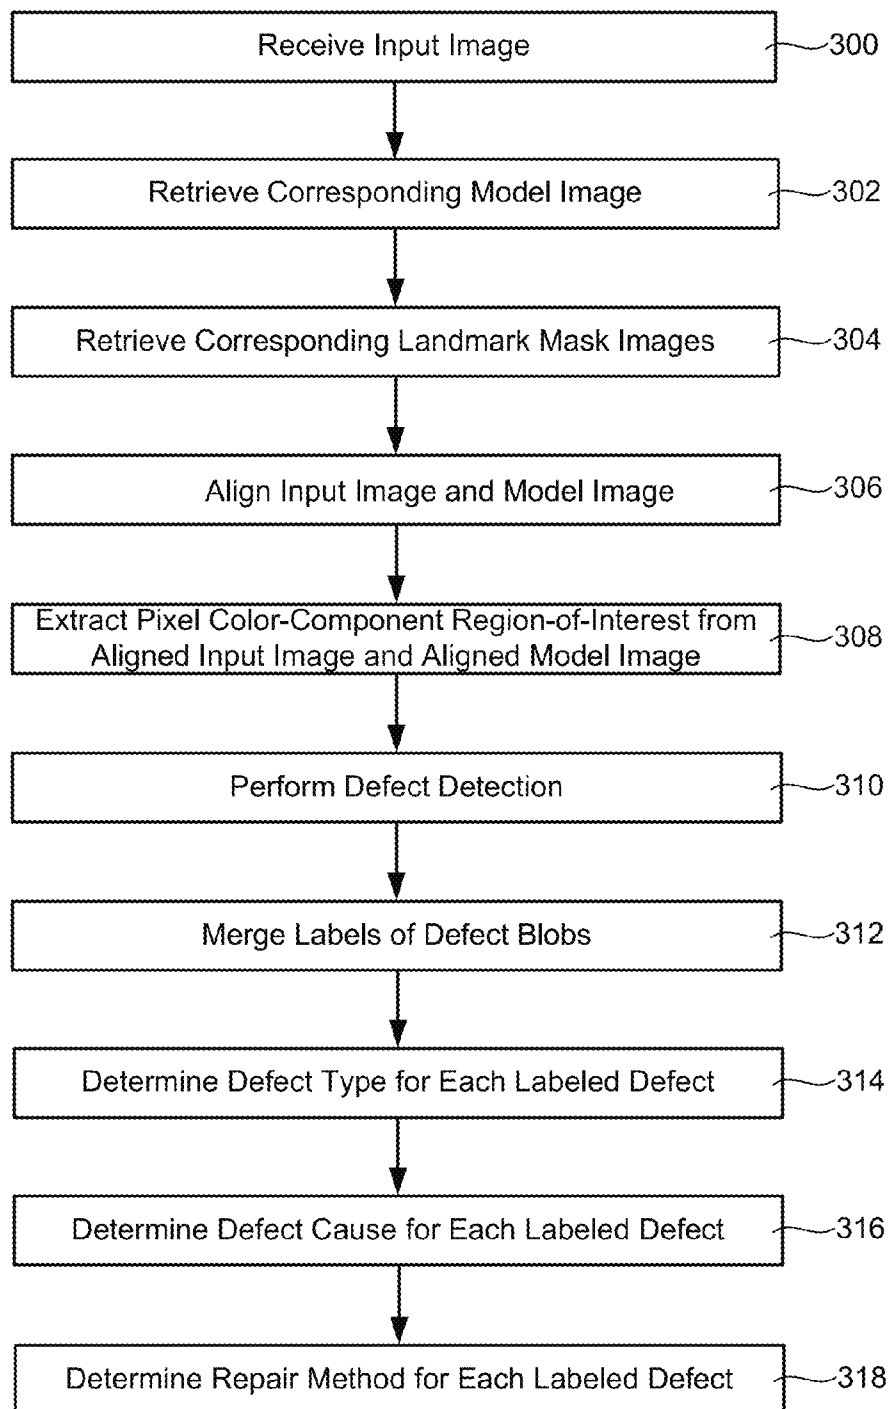 Receive Input Image
300
Retrieve Corresponding Model Image
302
Retrieve Corresponding Landmark Mask Images
304
Align Input Image and Model Image
306
Extract Pixel Color-Component Region-of-Interest from
Aligned Input Image and Aligned Model Image
308
Perform Defect Detection
310
Merge Labels of Defect Blobs
312
Determine Defect Type for Each Labeled Defect
314
Determine Defect Cause for Each Labeled Defect
316
Determine Repair Method for Each Labeled Defect
318